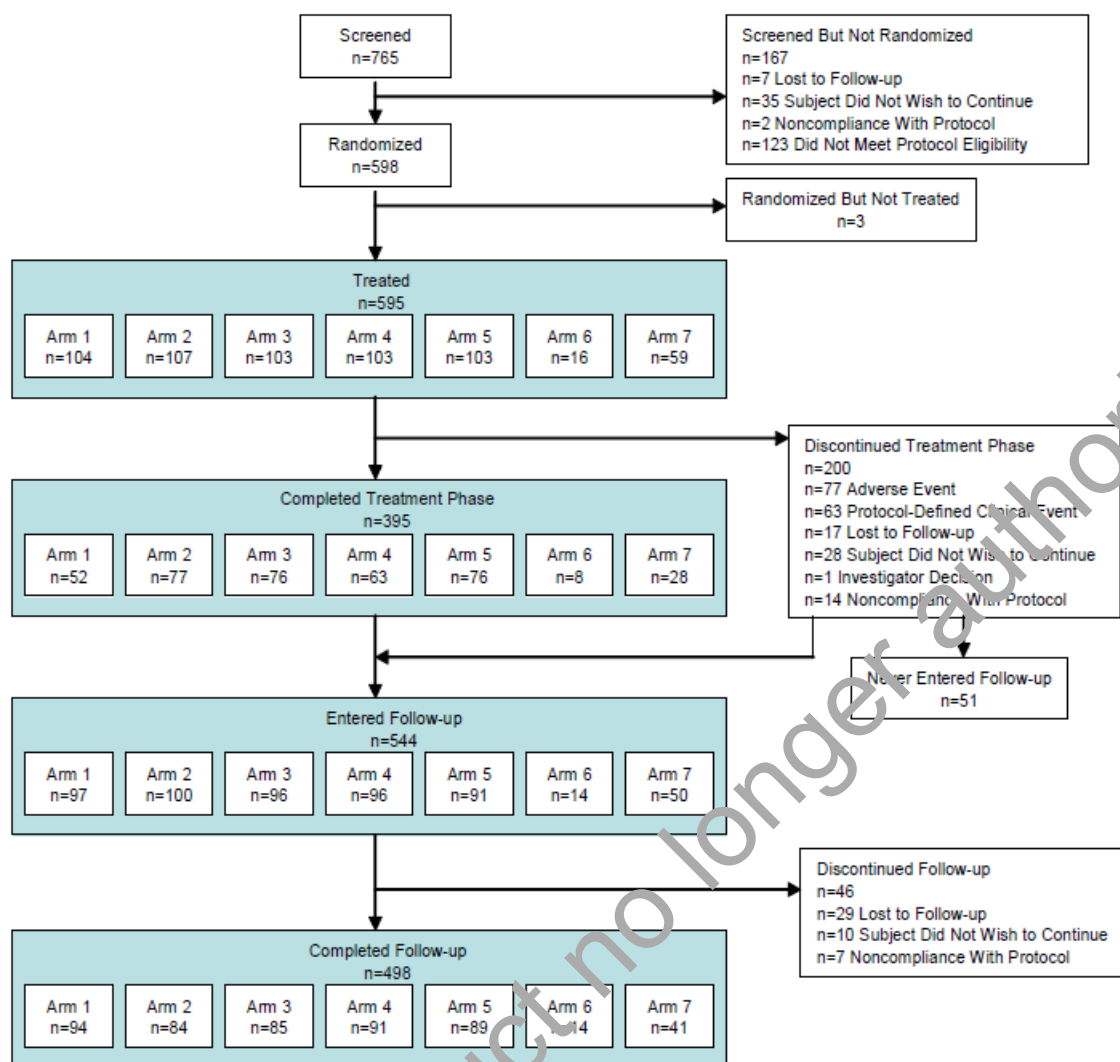 Screened
n=765
Screened But Not Randomized
n=167
n=7 Lost to Follow-up
n=35 Subject Did Not Wish to Continue
n=2 Noncompliance With Protocol
n=123 Did Not Meet Protocol Eligibility
Randomized
n=598
Randomized But Not Treated
n=3
Treated
n=595
Arm 1 Arm 2 Arm 3 Arm 4 Arm 5 Arm 6 Arm 7
n=104 n=107 n=103 n=103 n=103 n=16 n=59
Discontinued Treatment Phase
n=200
n=77 Adverse Event
n=63 Protocol-Defined Clinical Event
n=17 Lost to Follow-up
n=28 Subject Did Not Wish to Continue
n=1 Investigator Decision
n=14 Noncompliance With Protocol
Completed Treatment Phase
n=395
Arm 1 Arm 2 Arm 3 Arm 4 Arm 5 Arm 6 Arm 7
n=52 n=77 n=76 n=63 n=76 n=8 n=28
Never Entered Follow-up
n=51
Entered Follow-up
n=544
Arm 1 Arm 2 Arm 3 Arm 4 Arm 5 Arm 6 Arm 7
n=97 n=100 n=96 n=96 n=91 n=14 n=50
Discontinued Follow-up
n=46
n=29 Lost to Follow-up
n=10 Subject Did Not Wish to Continue
n=7 Noncompliance With Protocol
Completed Follow-up
n=498
Arm 1 Arm 2 Arm 3 Arm 4 Arm 5 Arm 6 Arm 7
n=94 n=84 n=85 n=91 n=89 n=14 n=41
uct no longer author